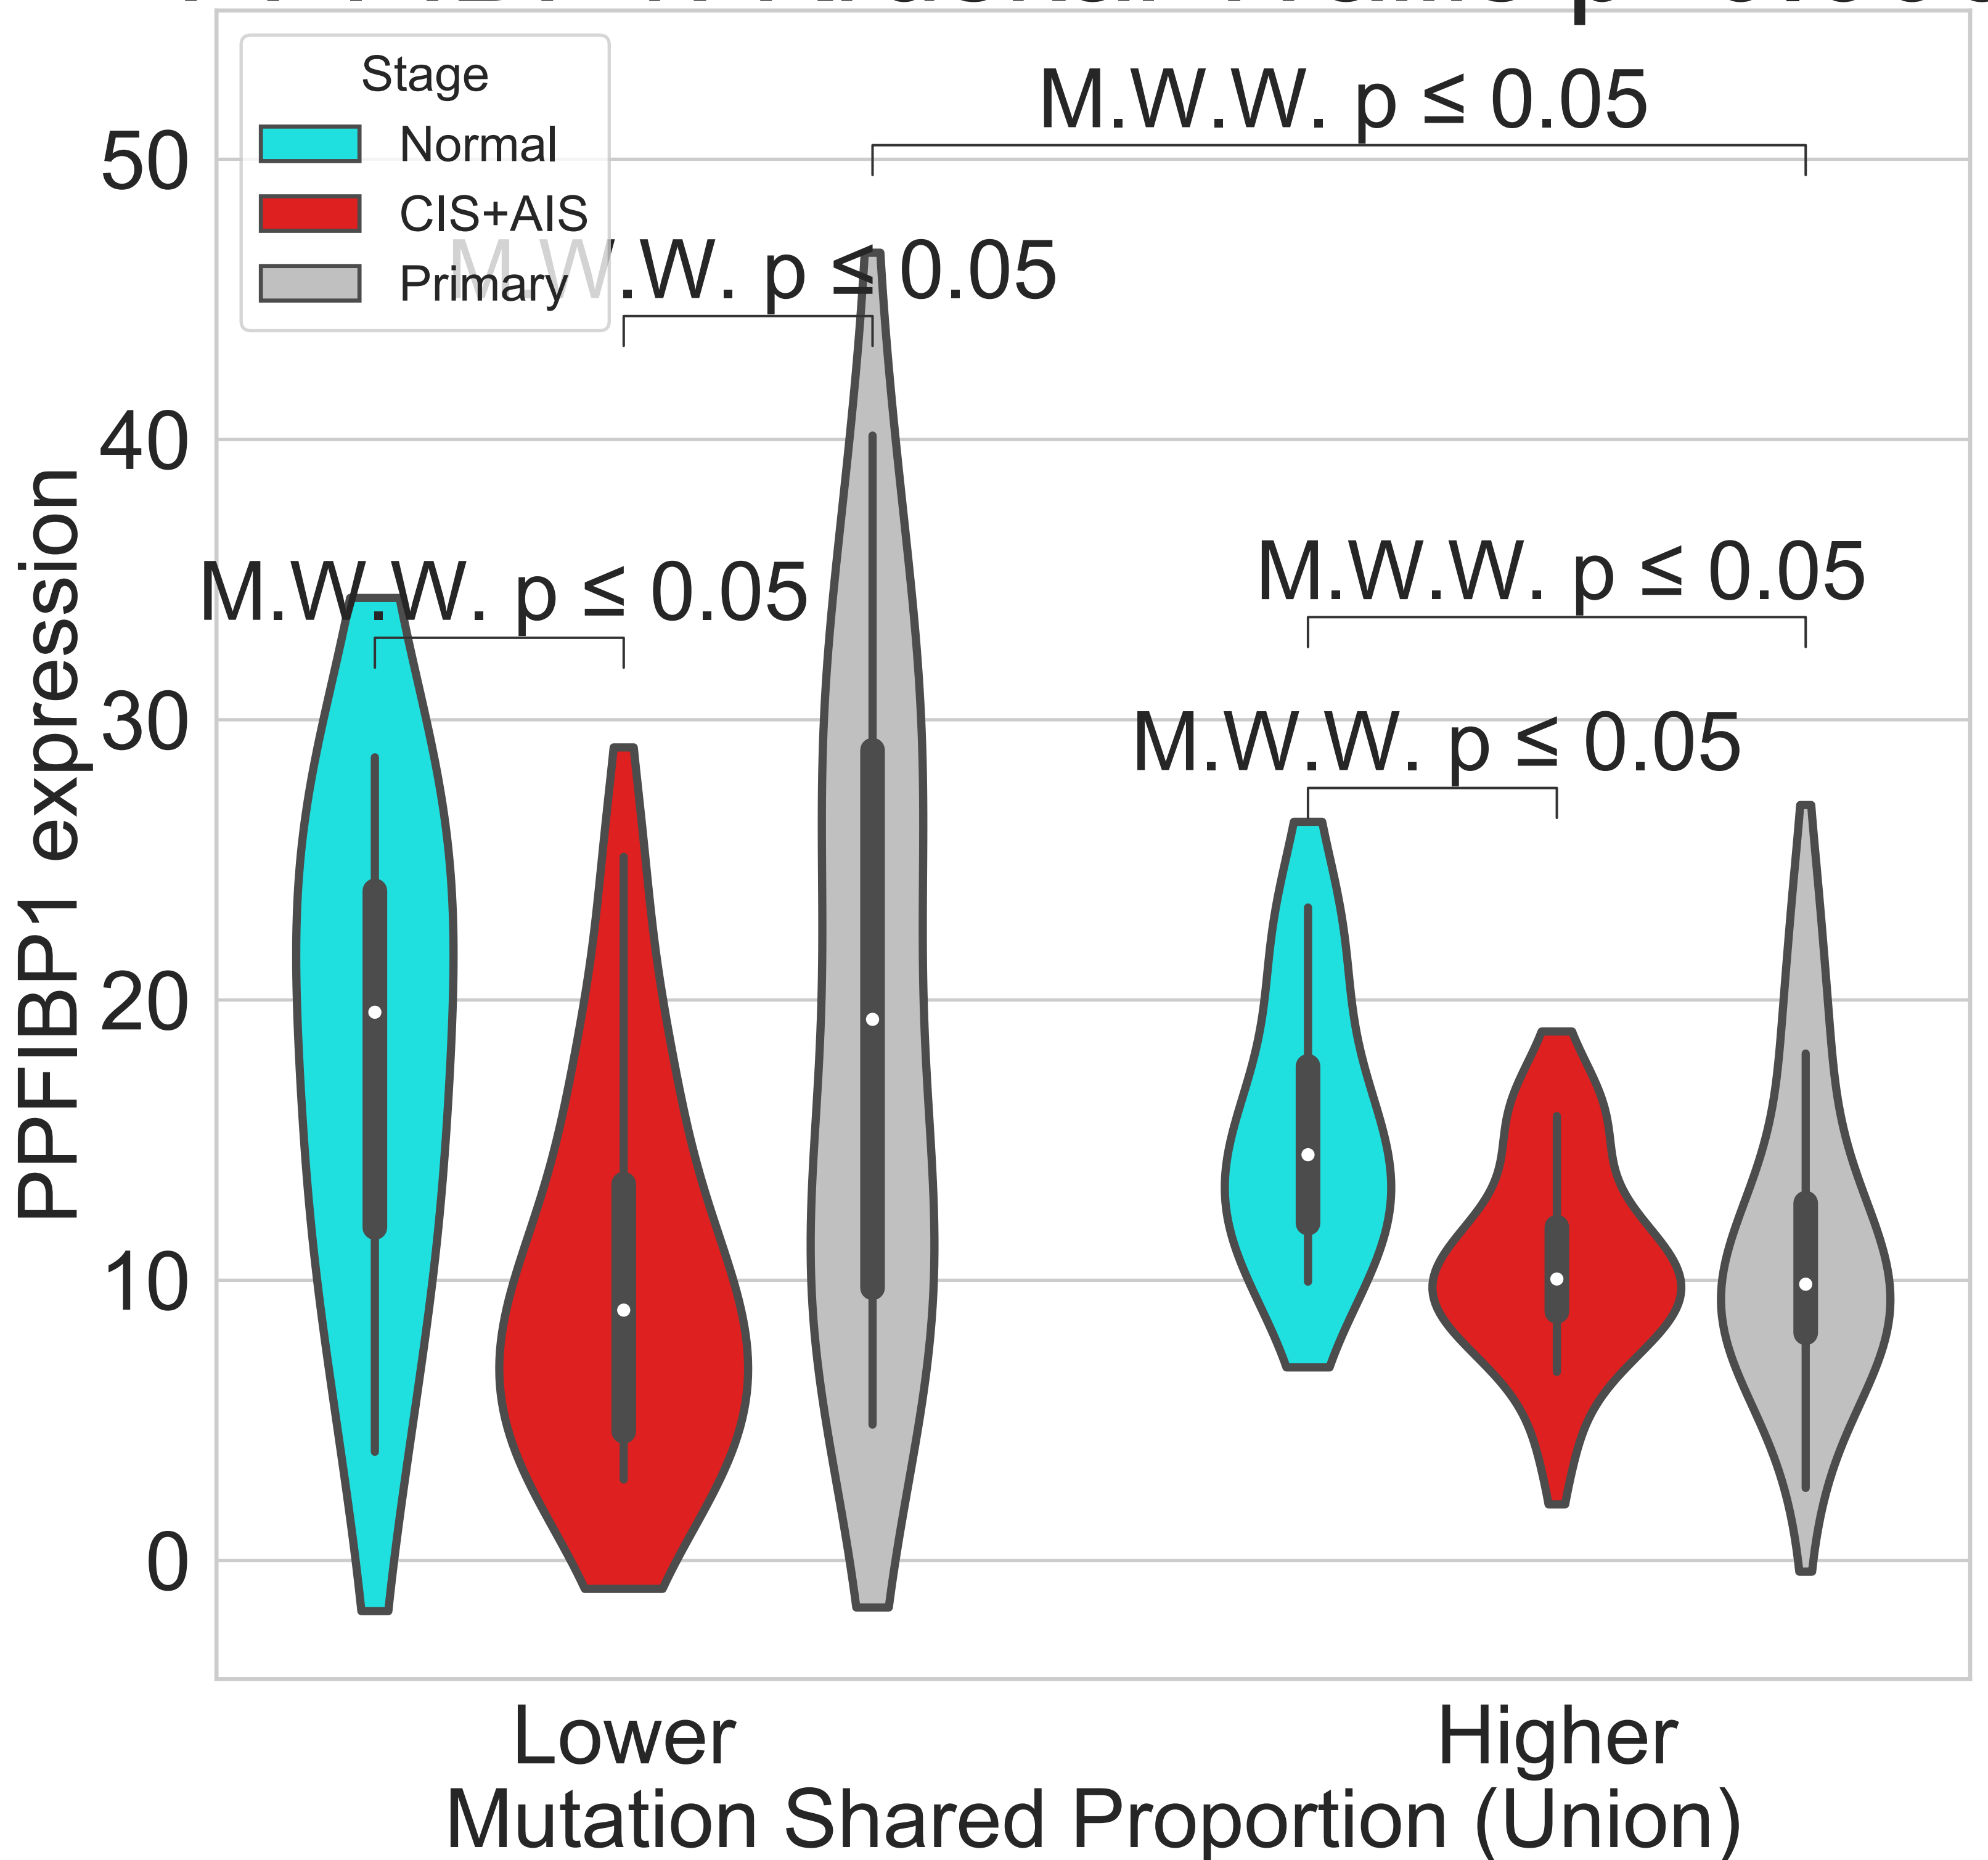 Stage
Normal
CIS+AIS
Primary
M.W.W. p ≤ 0.05
M.W.W. p ≤ 0.05
M.W.W. p ≤ 0.05
M.W.W. p ≤ 0.05
M.W.W. p ≤ 0.05
50
40
30
20
10
0
PPFIBP1 expression
Lower
Higher
Mutation Shared Proportion (Union)